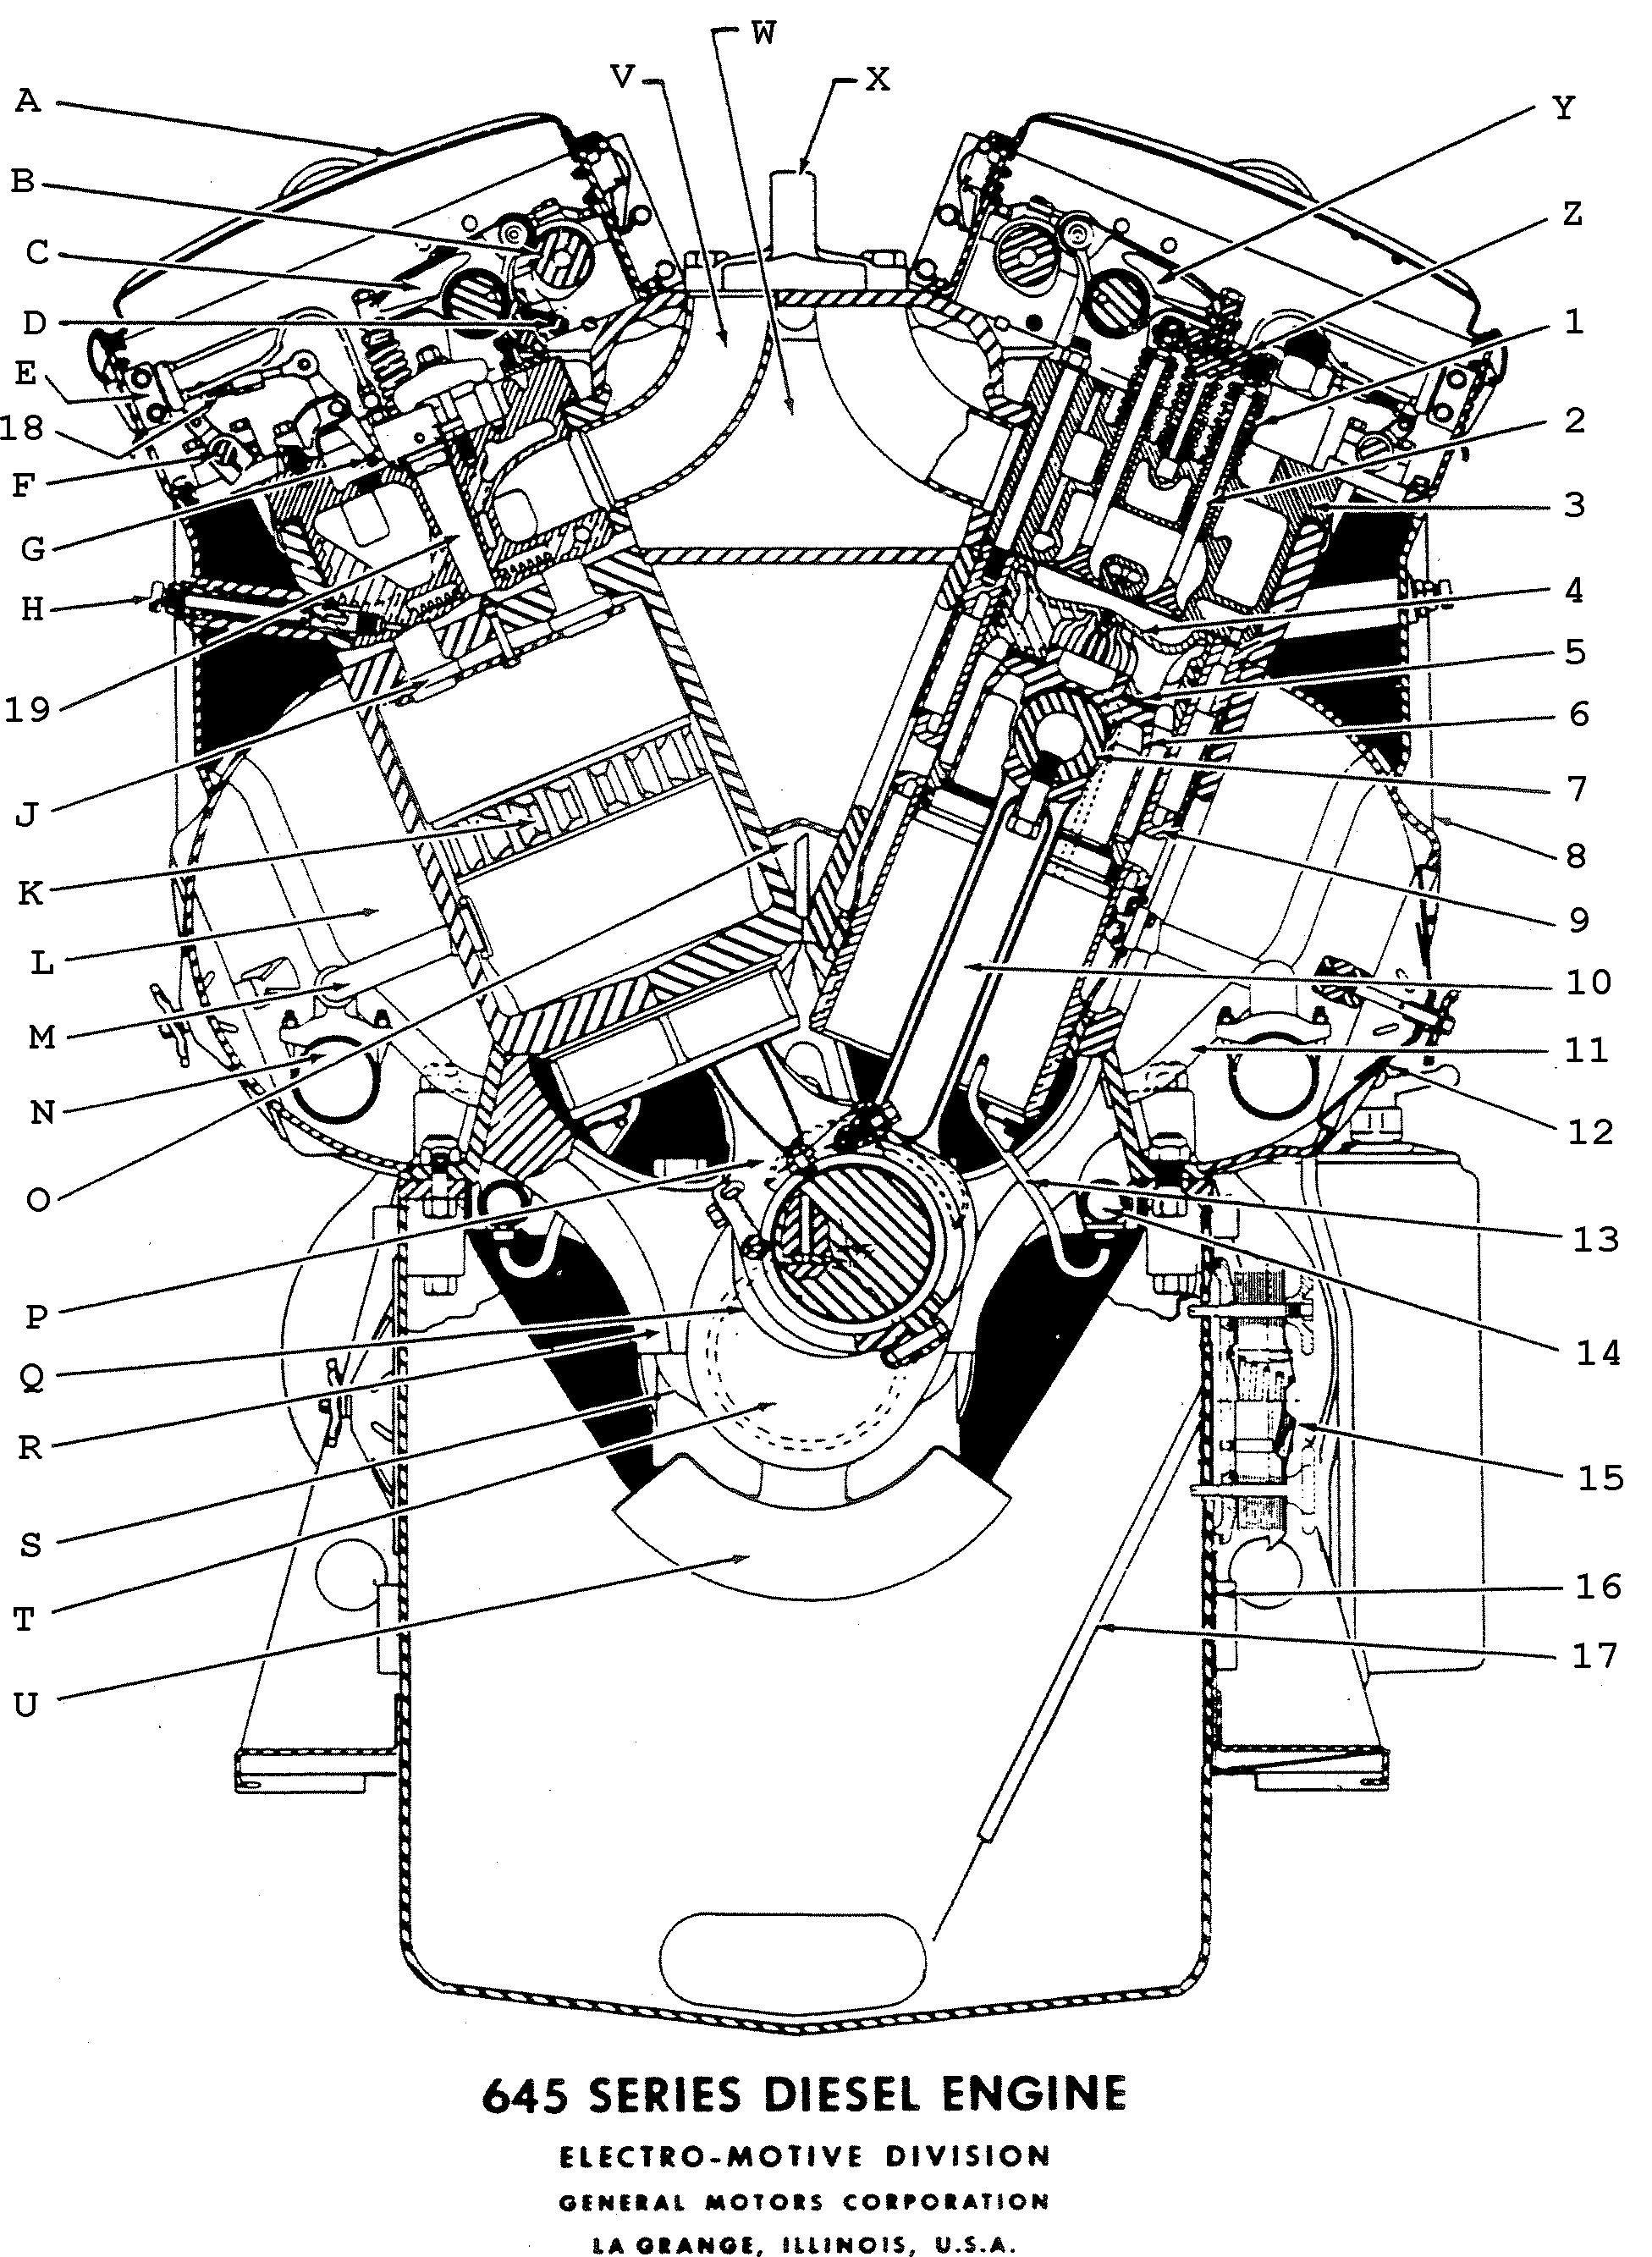 W
V
X
A
Y
B
Z
C
D
1
E
2
18
F
3
G
H
4
5
19
6
7
J
8
K
9
L
10
M
11
N
12
O
13
P
14
Q
R
15
S
16
T
17
U
645 SERIES DIESEL ENGINE
ELECTRO-MOTIVE DIVISION
GENERAL MOTORS CORPORATION
LA GRANGE, ILLINOIS, U.S.A.